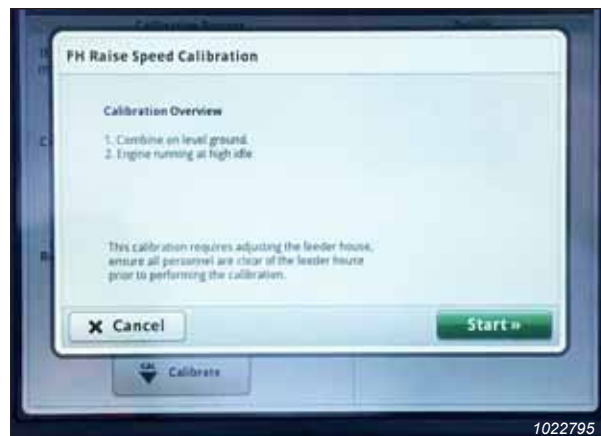 FH Raise Speed Calibration
Calibration Overview
1. Combine on level ground.
2. Engine running at high idle
This calibration requires adjusting the feeder house,
ensure all personnel are clear of the feeder house
prior to performing the calibration.
X Cancel
Start »
CAL
Calibrate
1022795